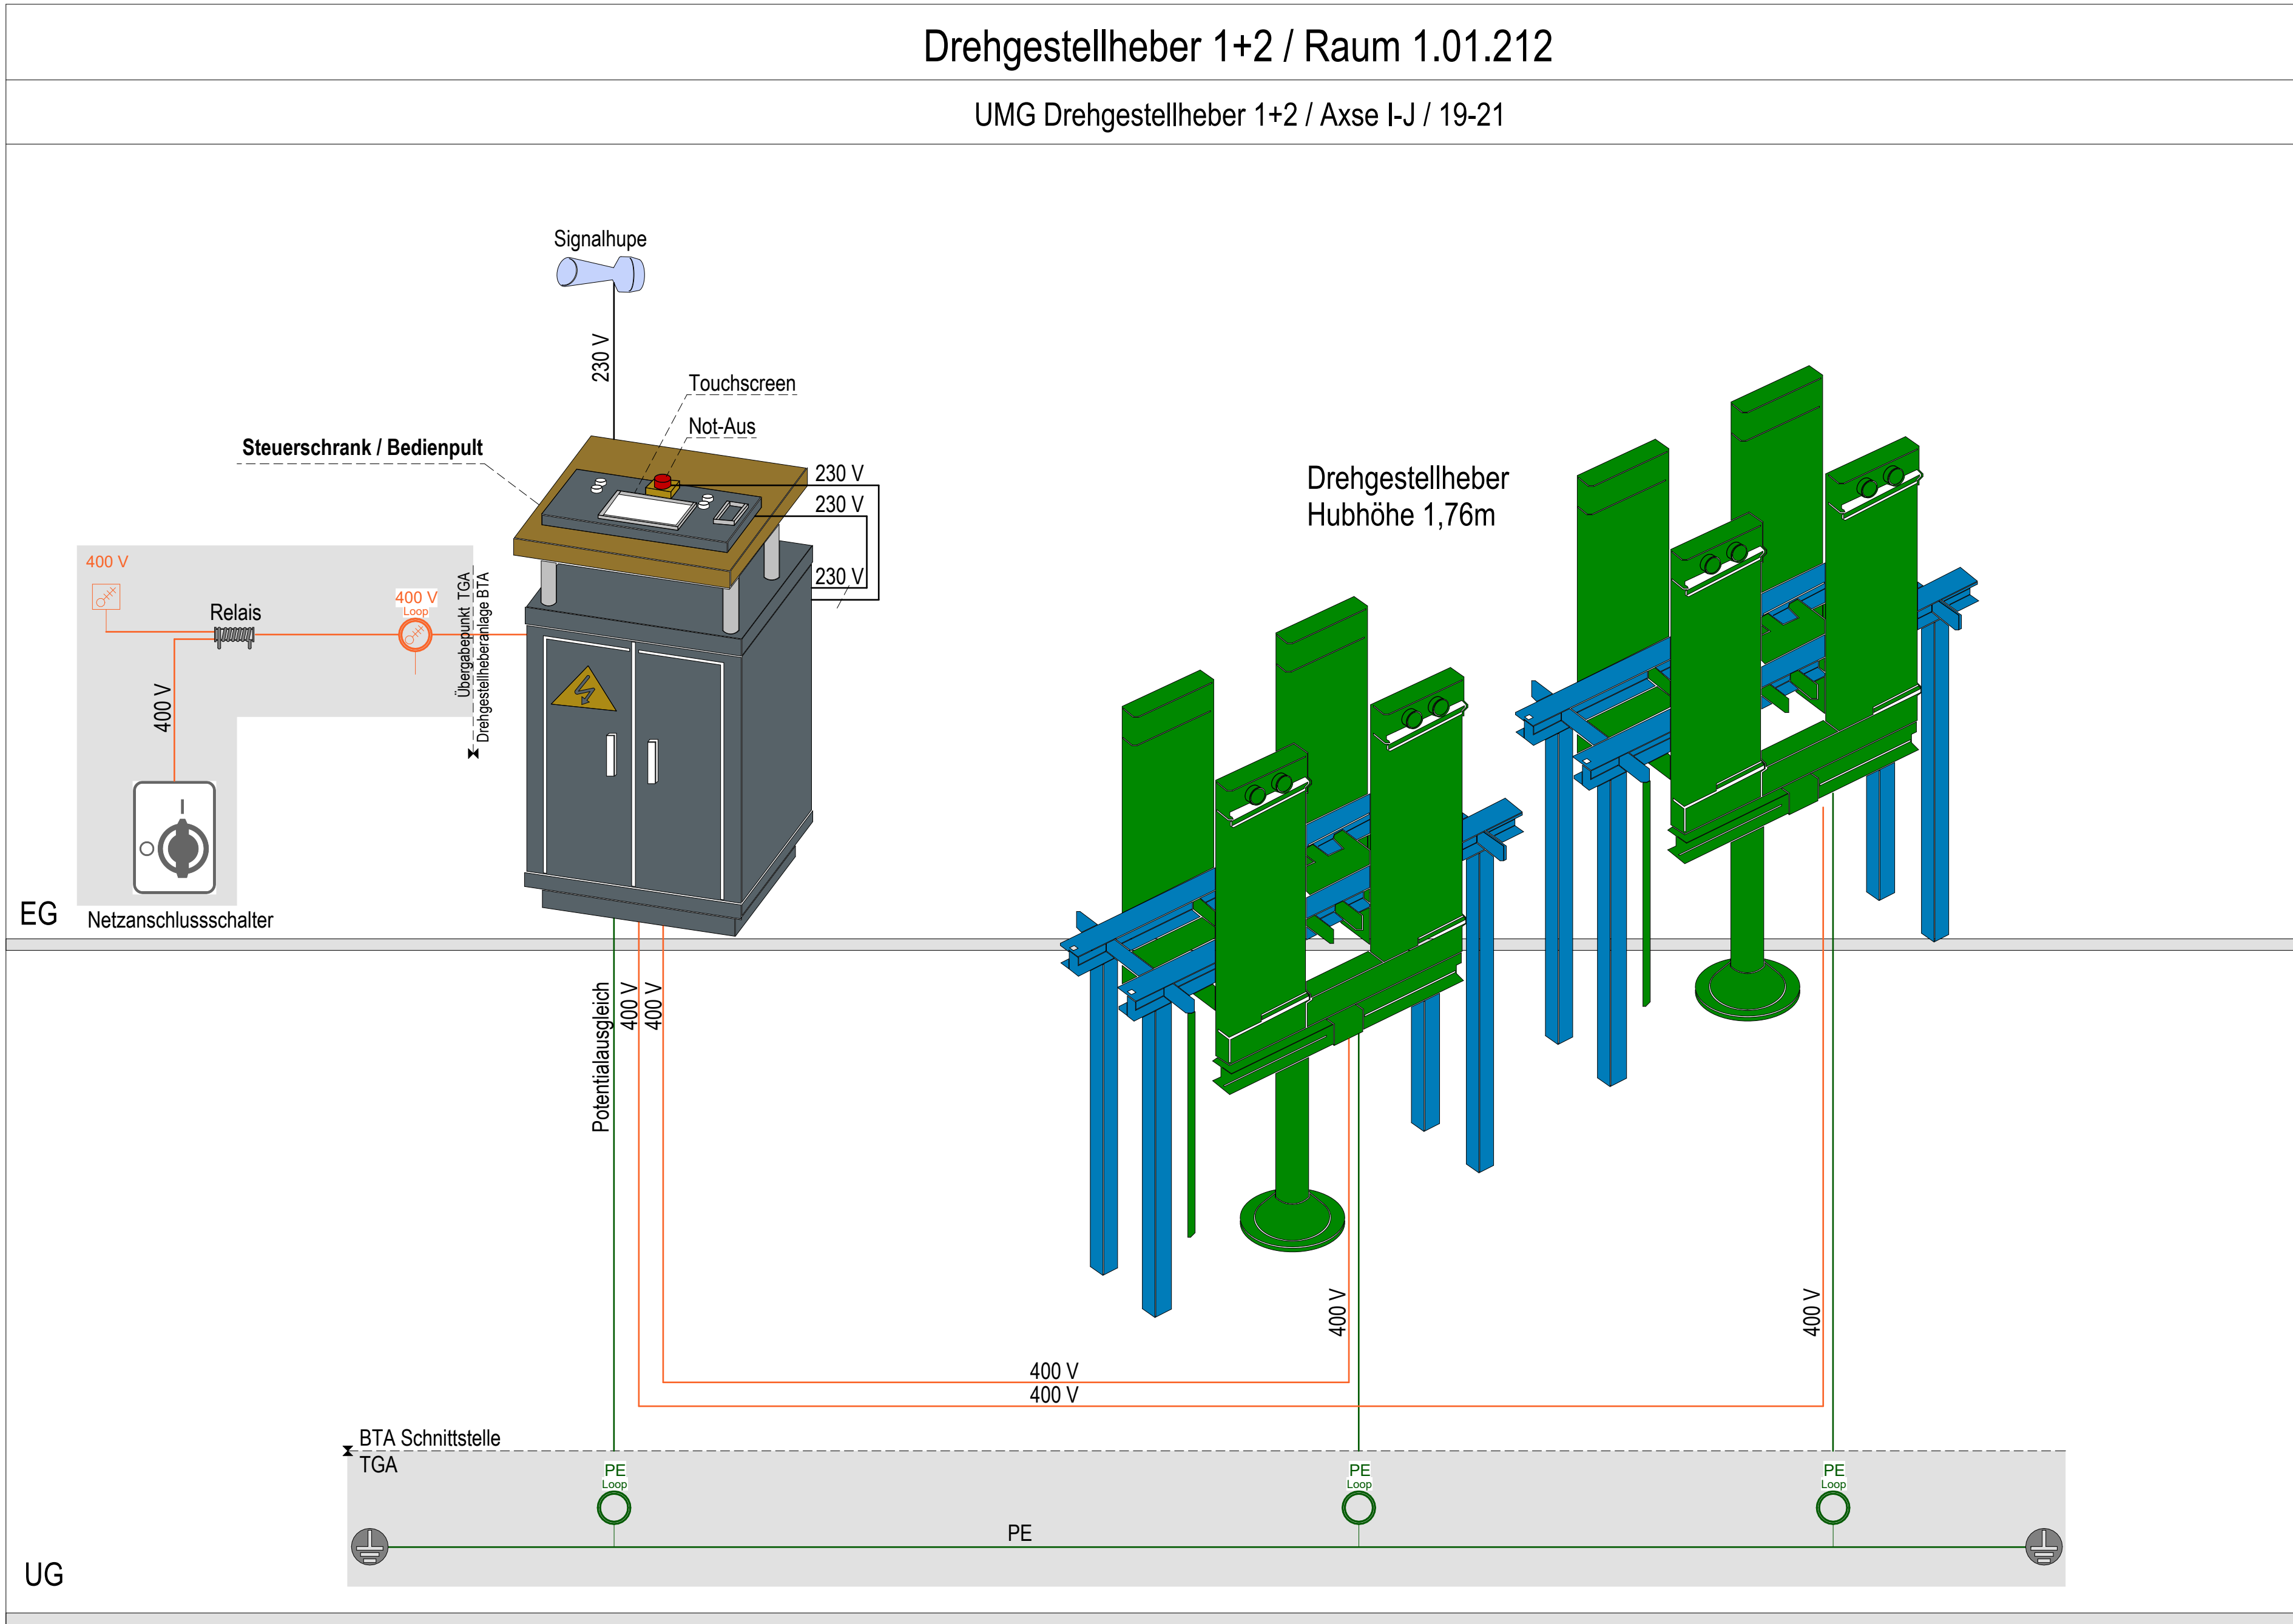 Drehgestellheber 1+2 / Raum 1.01.212
UMG Drehgestellheber 1+2 / Axse I-J / 19-21
Signalhupe
230 V
Touchscreen
Not-Aus
Steuerschrank / Bedienpult
230 V
230 V
230 V
Drehgestellheber
Hubhöhe 1,76m
400 V
Relais
400 V
Loop
Übergabepunkt TGA
Drehgestellheberanlage BTA
400 V
EG
Netzanschlussschalter
Potentialausgleich
400 V
400 V
400 V
400 V
400 V
400 V
BTA Schnittstelle
TGA
PE
Loop
PE
Loop
PE
Loop
PE
UG